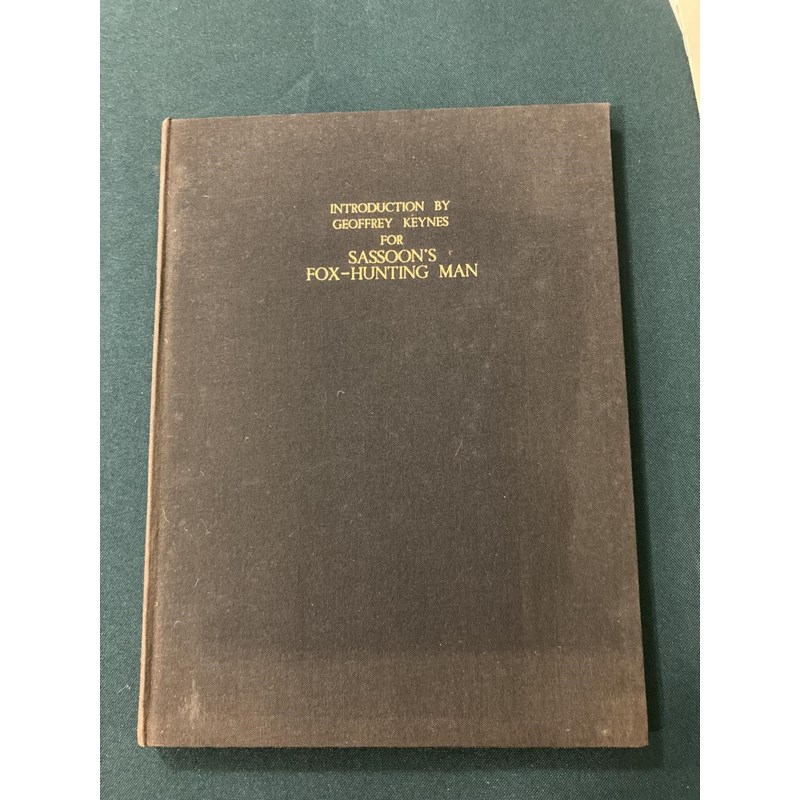 INTRODUCTION BY
GEOFFREY KEYNES
FOR
SASSOON'S
FOX-HUNTING MAN